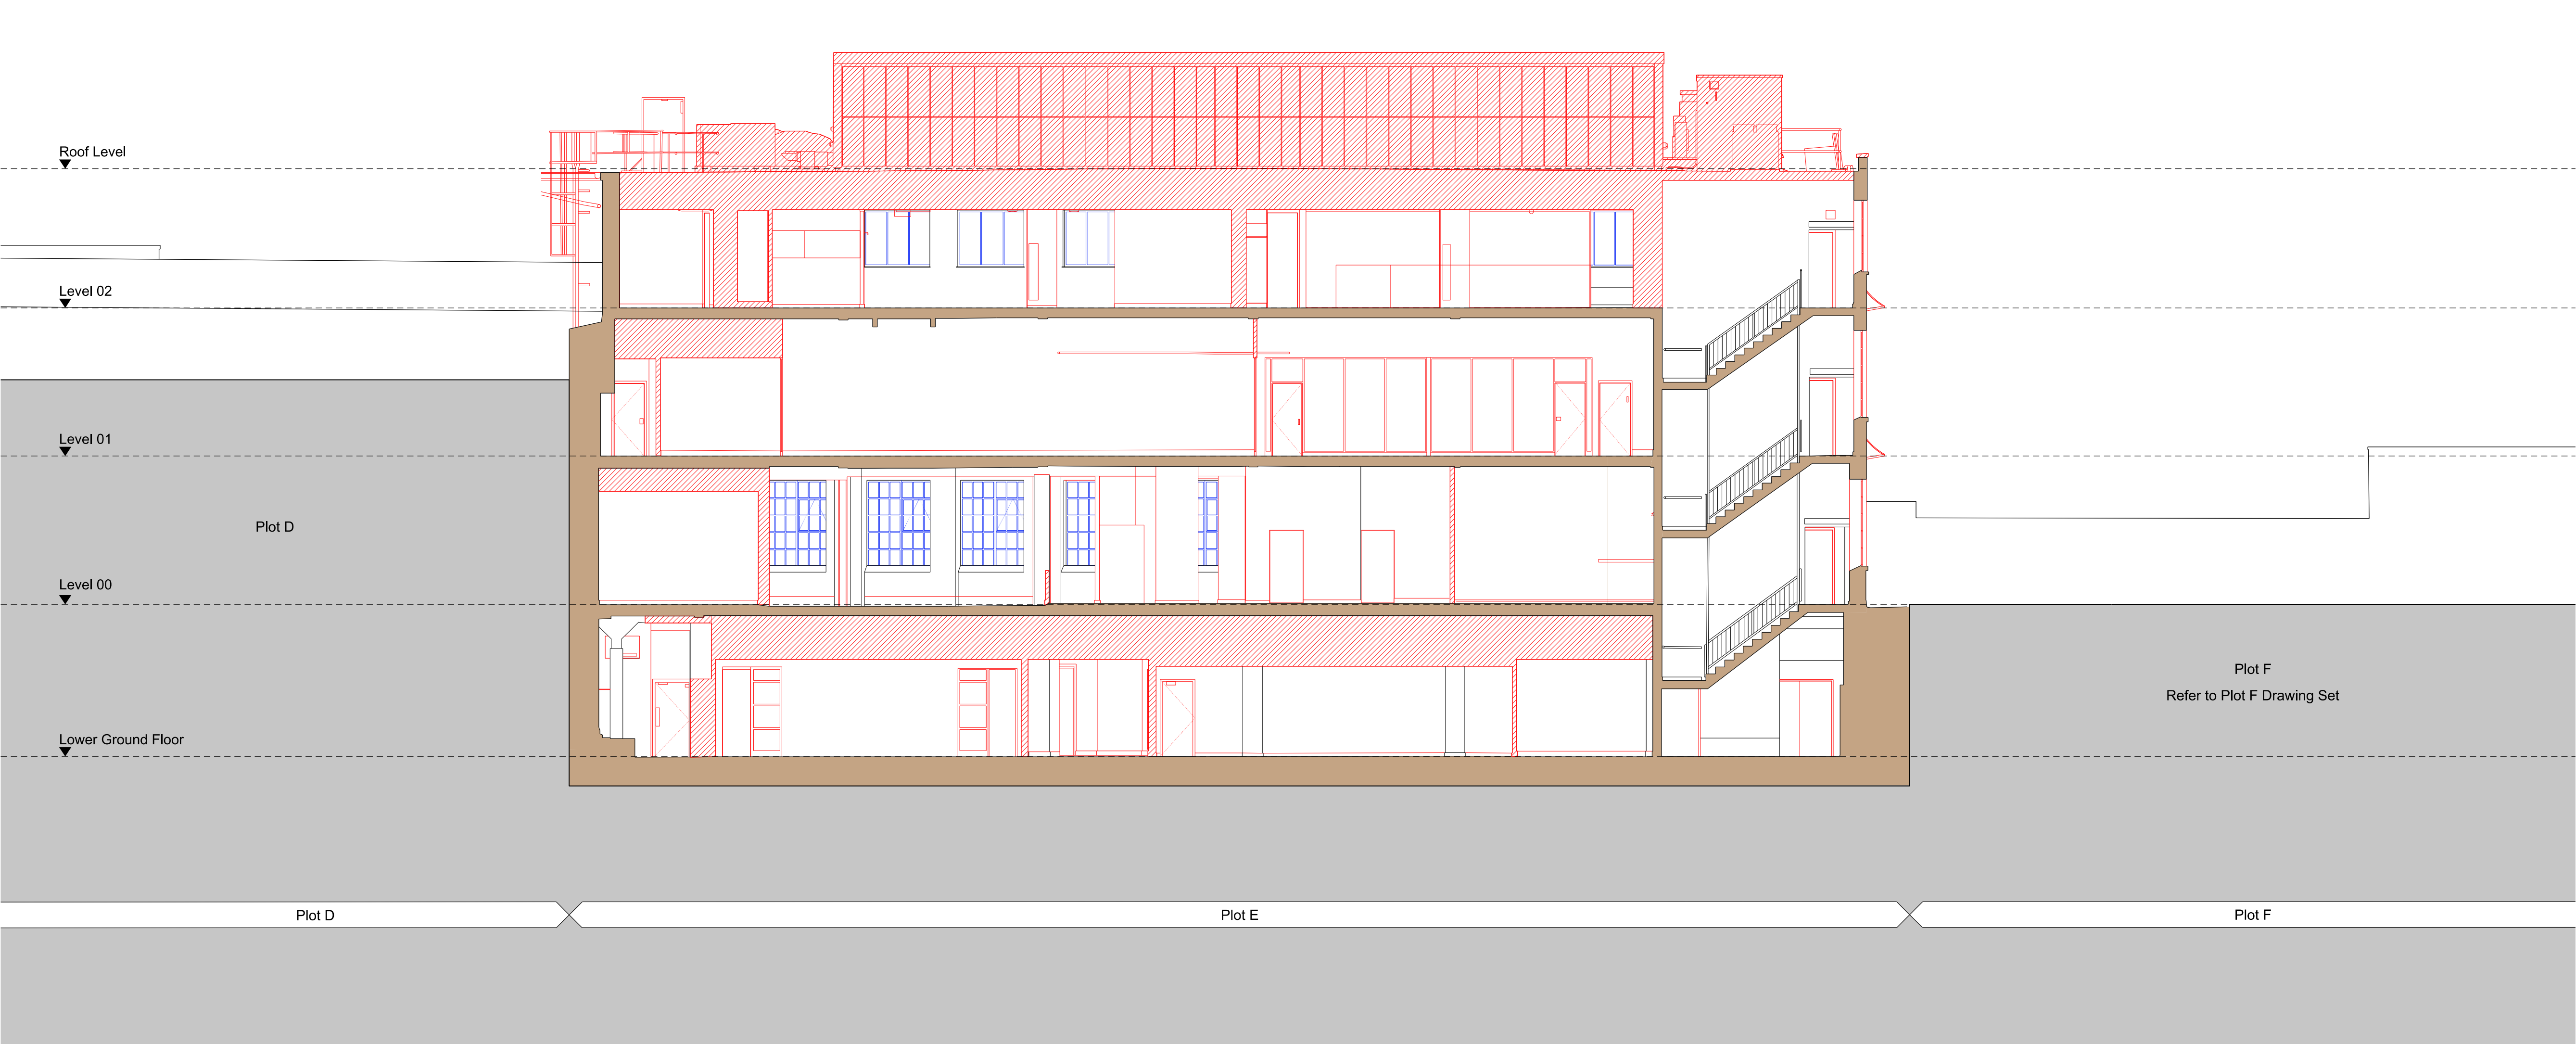 Roof Level
Level 02
Level 01
Plot D
Level 00
Plot F
Refer to Plot F Drawing Set
Lower Ground Floor
Plot D
Plot E
Plot F